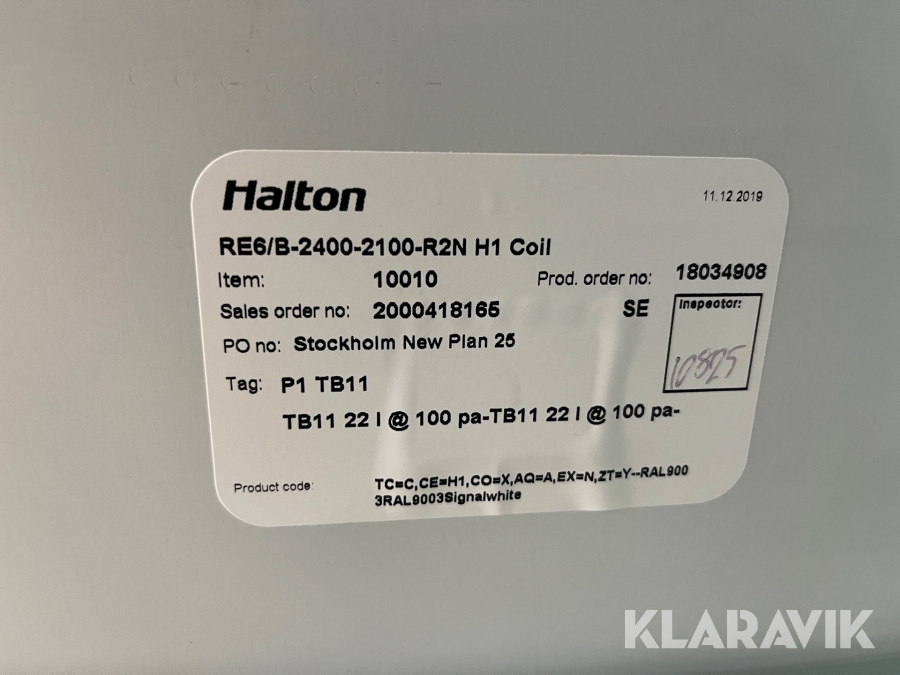 Halton
11.12.2019
RE6/B-2400-2100-R2N H1 Coil
Item: 10010 Prod. order no: 18034908
Sales order no: 2000418165 SE Inspector:
PO no: Stockholm New Plan 25
10825
Tag: P1 TB11
TB11 22 l @ 100 pa-TB11 22 l @ 100 pa-
Product code: TC=C,CE=H1,CO=X,AQ=A,EX=N,ZT=Y--RAL900
3RAL9003Signalwhite
KLARAVIK